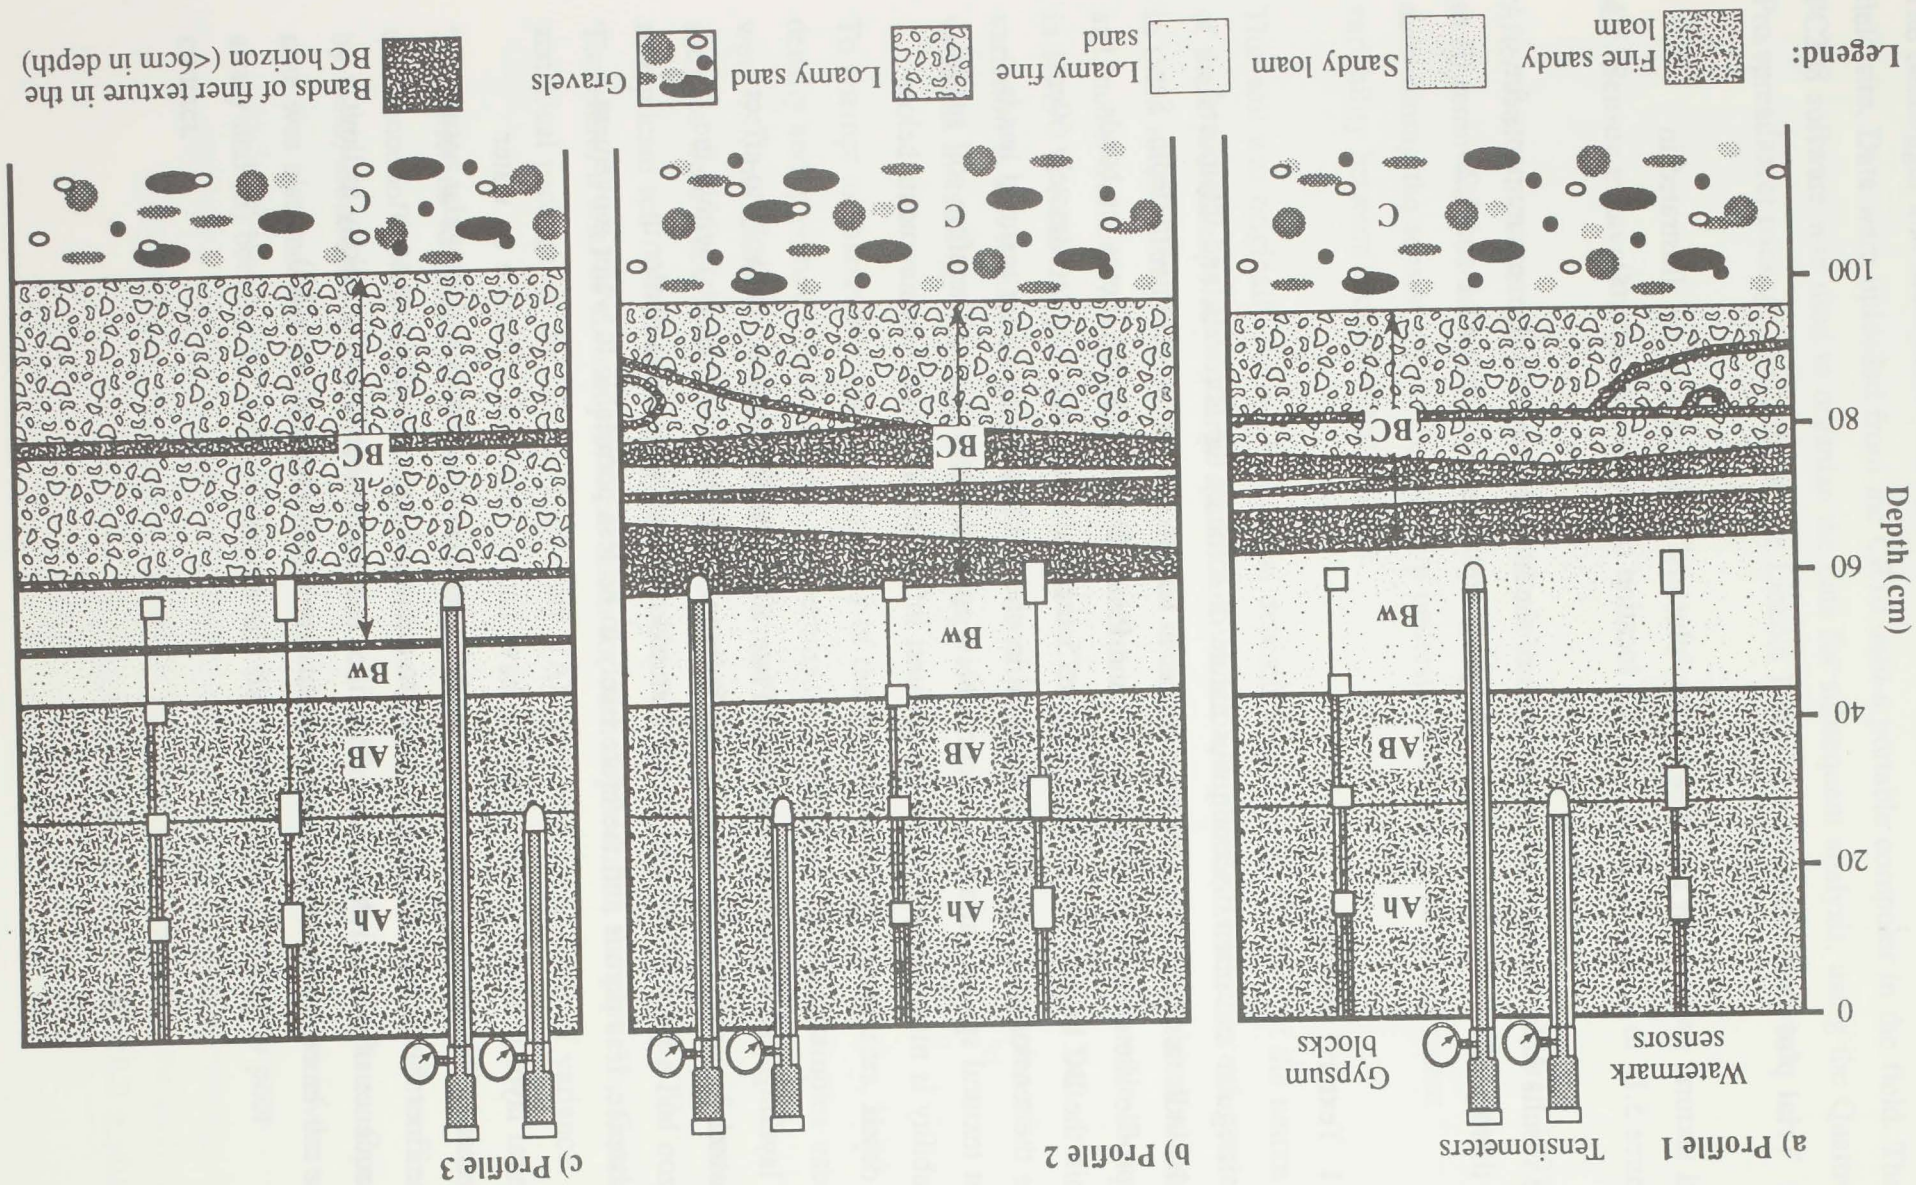 a) Profile 1
b) Profile 2
c) Profile 3
Tensiometers
Watermark
sensors
Gypsum
blocks
Depth (cm)
0
20
40
60
80
100
Ah
AB
Bw
BC
C
Ah
AB
Bw
BC
C
Ah
AB
Bw
BC
C
Legend:
Fine sandy
loam
Sandy loam
Loamy fine
sand
Loamy sand
Gravels
Bands of finer texture in the
BC horizon (<6cm in depth)